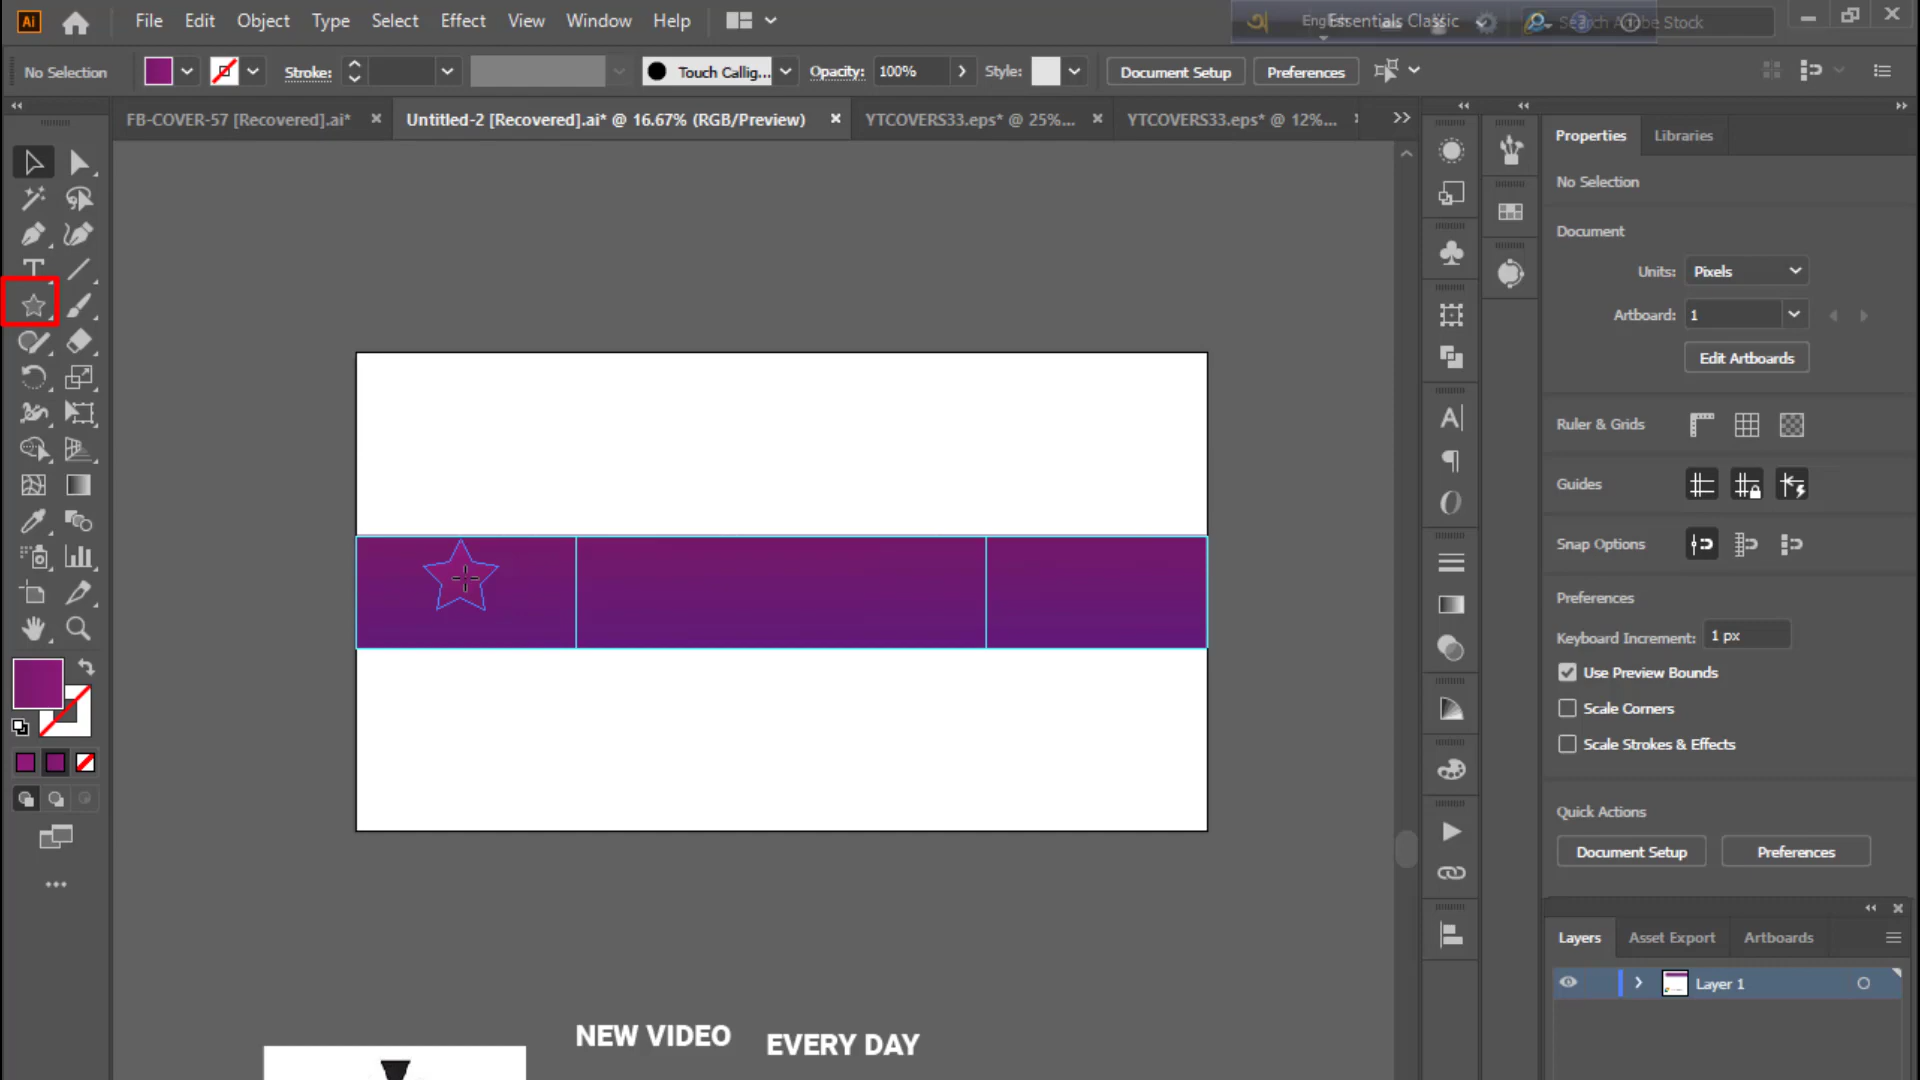 Ai File Edit Object Type Select Effect View Window Help
Essentials Classic
Search Adobe Stock
No Selection Stroke: Touch Callig... Opacity: 100% Style: Document Setup Preferences
FB-COVER-57 [Recovered].ai* × Untitled-2 [Recovered].ai* @ 16.67% (RGB/Preview) × YTCOVERS33.eps* @ 25%... × YTCOVERS33.eps* @ 12%...
Properties Libraries
No Selection
Document
Units: Pixels
Artboard: 1
Edit Artboards
Ruler & Grids
Guides
Snap Options
Preferences
Keyboard Increment: 1 px
Use Preview Bounds
Scale Corners
Scale Strokes & Effects
Quick Actions
Document Setup Preferences
Layers Asset Export Artboards
Layer 1
NEW VIDEO
EVERY DAY